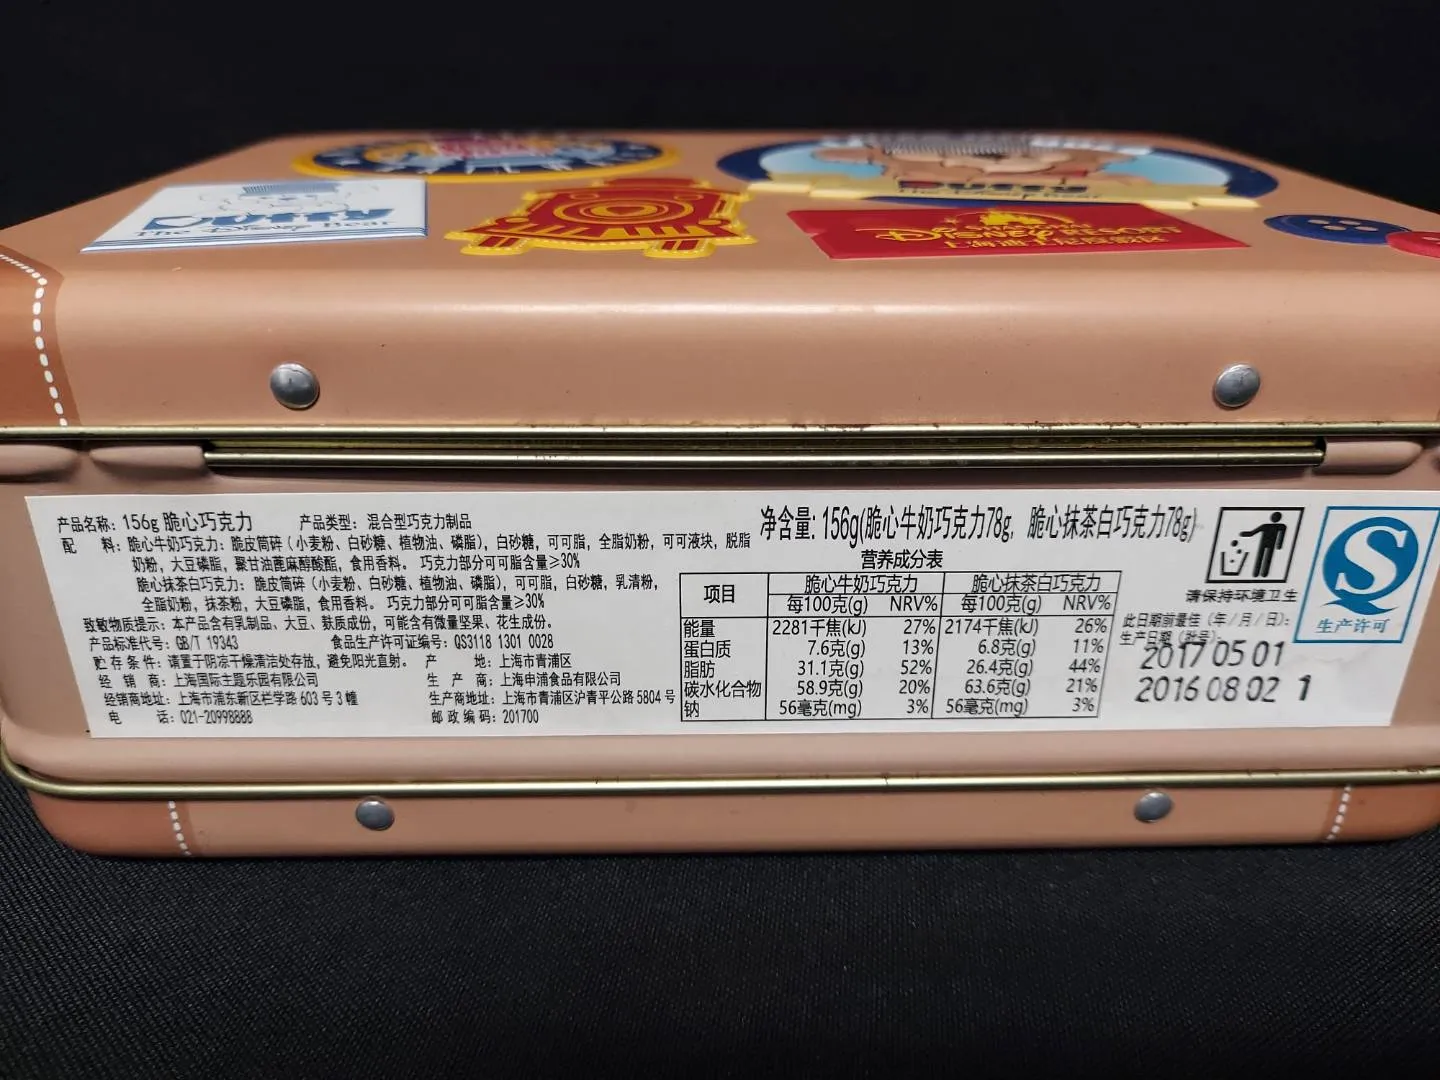 Duffy
The Disney Bear
Duffy
The Disney Bear
Disney RESORT
上海迪士尼度假区
产品名称: 156g 脆心巧克力 产品类型: 混合型巧克力制品
配 料: 脆心牛奶巧克力: 脆皮筒碎 (小麦粉、白砂糖、植物油、磷脂), 白砂糖, 可可脂, 全脂奶粉, 可可液块, 脱脂
奶粉, 大豆磷脂, 聚甘油蓖麻醇酸酯, 食用香料。 巧克力部分可可脂含量≥30%
脆心抹茶白巧克力: 脆皮筒碎 (小麦粉、白砂糖、植物油、磷脂), 可可脂, 白砂糖, 乳清粉,
全脂奶粉, 抹茶粉, 大豆磷脂, 食用香料。 巧克力部分可可脂含量≥30%
致敏物质提示: 本产品含有乳制品、大豆、麸质成份, 可能含有微量坚果、花生成份。
产品标准代号: GB/T 19343 食品生产许可证编号: QS3118 1301 0028
贮存条件: 请置于阴凉干燥清洁处存放, 避免阳光直射。 产 地: 上海市青浦区
经 销 商: 上海国际主题乐园有限公司 生 产 商: 上海申浦食品有限公司
经销商地址: 上海市浦东新区栏学路 603 号 3 幢 生产商地址: 上海市青浦区沪青平公路 5804 号
电 话: 021-20998888 邮政编码: 201700
净含量: 156g(脆心牛奶巧克力78g, 脆心抹茶白巧克力78g)
营养成分表
项目 脆心牛奶巧克力 脆心抹茶白巧克力
每100克(g) NRV% 每100克(g) NRV%
能量 2281千焦(kJ) 27% 2174千焦(kJ) 26%
蛋白质 7.6克(g) 13% 6.8克(g) 11%
脂肪 31.1克(g) 52% 26.4克(g) 44%
碳水化合物 58.9克(g) 20% 63.6克(g) 21%
钠 56毫克(mg) 3% 56毫克(mg) 3%
请保持环境卫生
此日期前最佳 (年/月/日):
生产日期 (批号):
2017 05 01
2016 08 02 1
生产许可